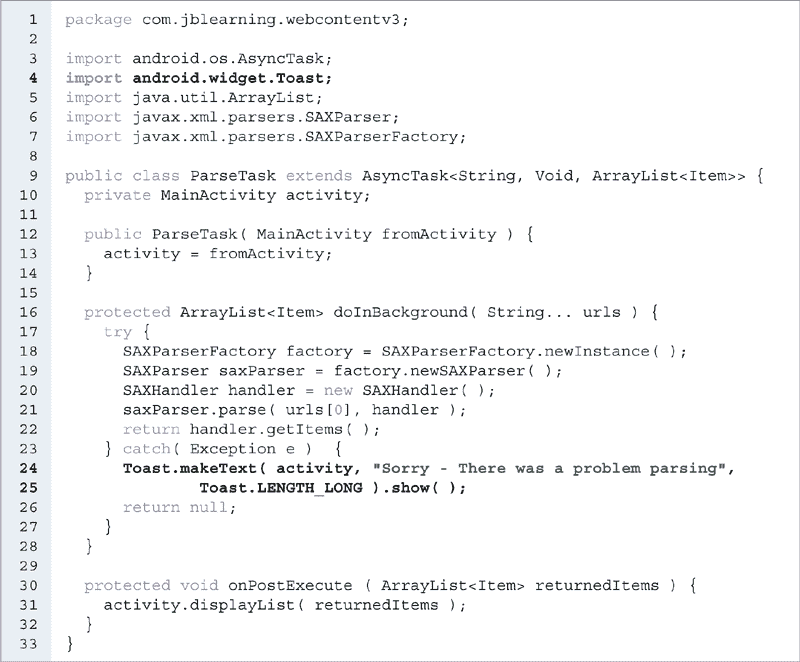 1 package com.jblearning.webcontentv3;
2
3 import android.os.AsyncTask;
4 import android.widget.Toast;
5 import java.util.ArrayList;
6 import javax.xml.parsers.SAXParser;
7 import javax.xml.parsers.SAXParserFactory;
8
9 public class ParseTask extends AsyncTask<String, Void, ArrayList<Item>> {
10   private MainActivity activity;
11
12   public ParseTask( MainActivity fromActivity ) {
13     activity = fromActivity;
14   }
15
16   protected ArrayList<Item> doInBackground( String... urls ) {
17     try {
18       SAXParserFactory factory = SAXParserFactory.newInstance( );
19       SAXParser saxParser = factory.newSAXParser( );
20       SAXHandler handler = new SAXHandler( );
21       saxParser.parse( urls[0], handler );
22       return handler.getItems( );
23     } catch( Exception e )  {
24       Toast.makeText( activity, "Sorry - There was a problem parsing",
25               Toast.LENGTH_LONG ).show( );
26       return null;
27     }
28   }
29
30   protected void onPostExecute ( ArrayList<Item> returnedItems ) {
31     activity.displayList( returnedItems );
32   }
33 }